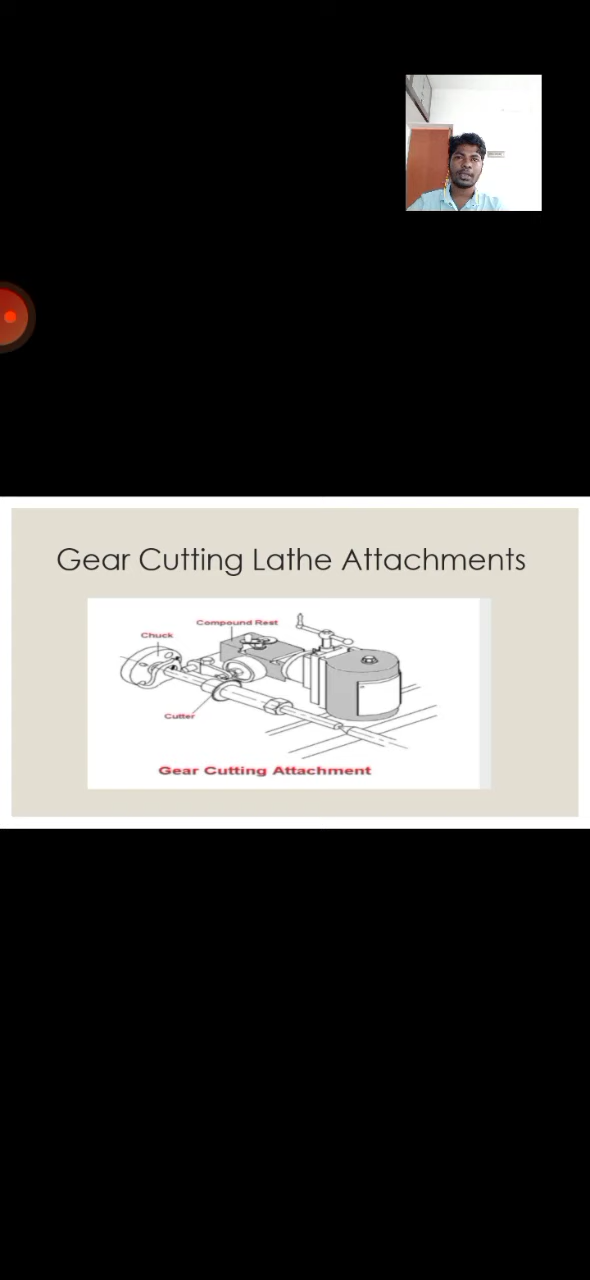 Gear Cutting Lathe Attachments
Compound Rest
Chuck
Cutter
Gear Cutting Attachment